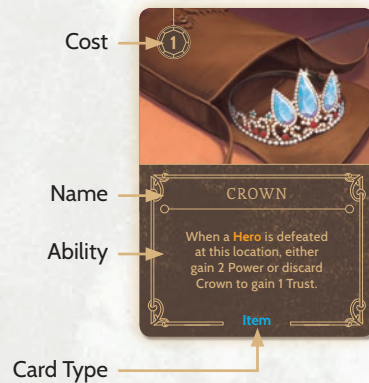 Cost
1
Name
CROWN
Ability
When a Hero is defeated
at this location, either
gain 2 Power or discard
Crown to gain 1 Trust.
Item
Card Type